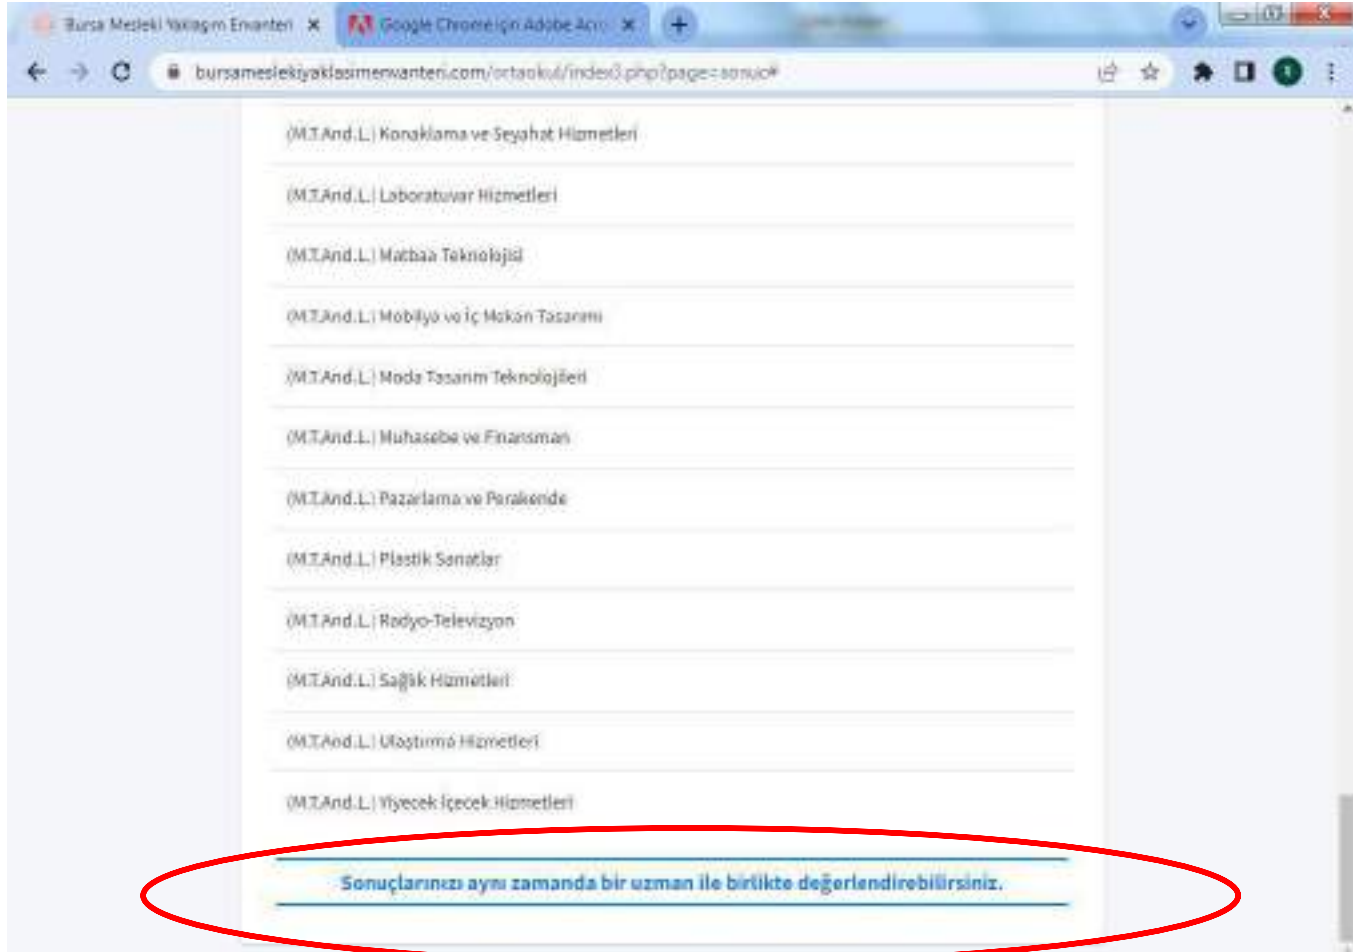 Bursa Mesleki Yaklaşım Envanteri
Google Chrome için Adobe Acro
bursameslekiyaklasimenvanteri.com/ortaokul/index3.php?page=sonuc#
(M.T.And.L.) Konaklama ve Seyahat Hizmetleri
(M.T.And.L.) Laboratuvar Hizmetleri
(M.T.And.L.) Matbaa Teknolojisi
(M.T.And.L.) Mobilya ve İç Mekan Tasarımı
(M.T.And.L.) Moda Tasarım Teknolojileri
(M.T.And.L.) Muhasebe ve Finansman
(M.T.And.L.) Pazarlama ve Perakende
(M.T.And.L.) Plastik Sanatlar
(M.T.And.L.) Radyo-Televizyon
(M.T.And.L.) Sağlık Hizmetleri
(M.T.And.L.) Ulaştırma Hizmetleri
(M.T.And.L.) Yiyecek İçecek Hizmetleri
Sonuçlarınızı aynı zamanda bir uzman ile birlikte değerlendirebilirsiniz.